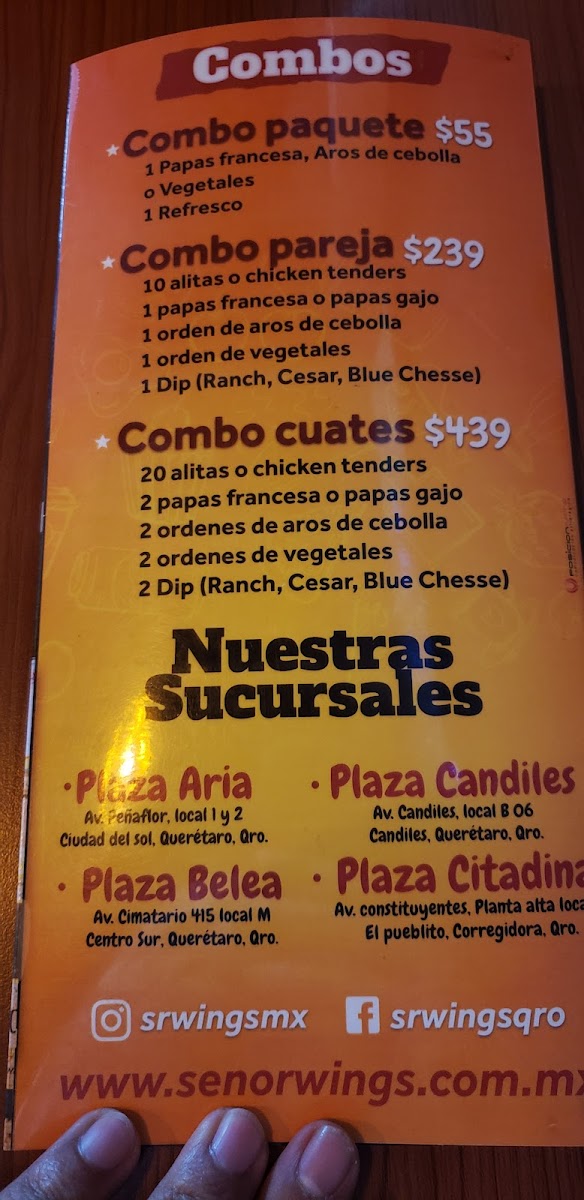 Combos
Combo paquete $55
1 Papas francesa, Aros de cebolla
o Vegetales
1 Refresco
Combo pareja $239
10 alitas o chicken tenders
1 papas francesa o papas gajo
1 orden de aros de cebolla
1 orden de vegetales
1 Dip (Ranch, Cesar, Blue Chesse)
Combo cuates $439
20 alitas o chicken tenders
2 papas francesa o papas gajo
2 ordenes de aros de cebolla
2 ordenes de vegetales
2 Dip (Ranch, Cesar, Blue Chesse)
Nuestras
Sucursales
· Plaza Aria
Av. Peñaflor, local 1 y 2
Ciudad del sol, Querétaro, Qro.
· Plaza Candiles
Av. Candiles, local B 06
Candiles, Querétaro, Qro.
· Plaza Belea
Av. Cimatario 415 local M
Centro Sur, Querétaro, Qro.
· Plaza Citadina
Av. constituyentes, Planta alta loca
El pueblito, Corregidora, Qro.
srwingsmx
srwingsqro
www.senorwings.com.mx